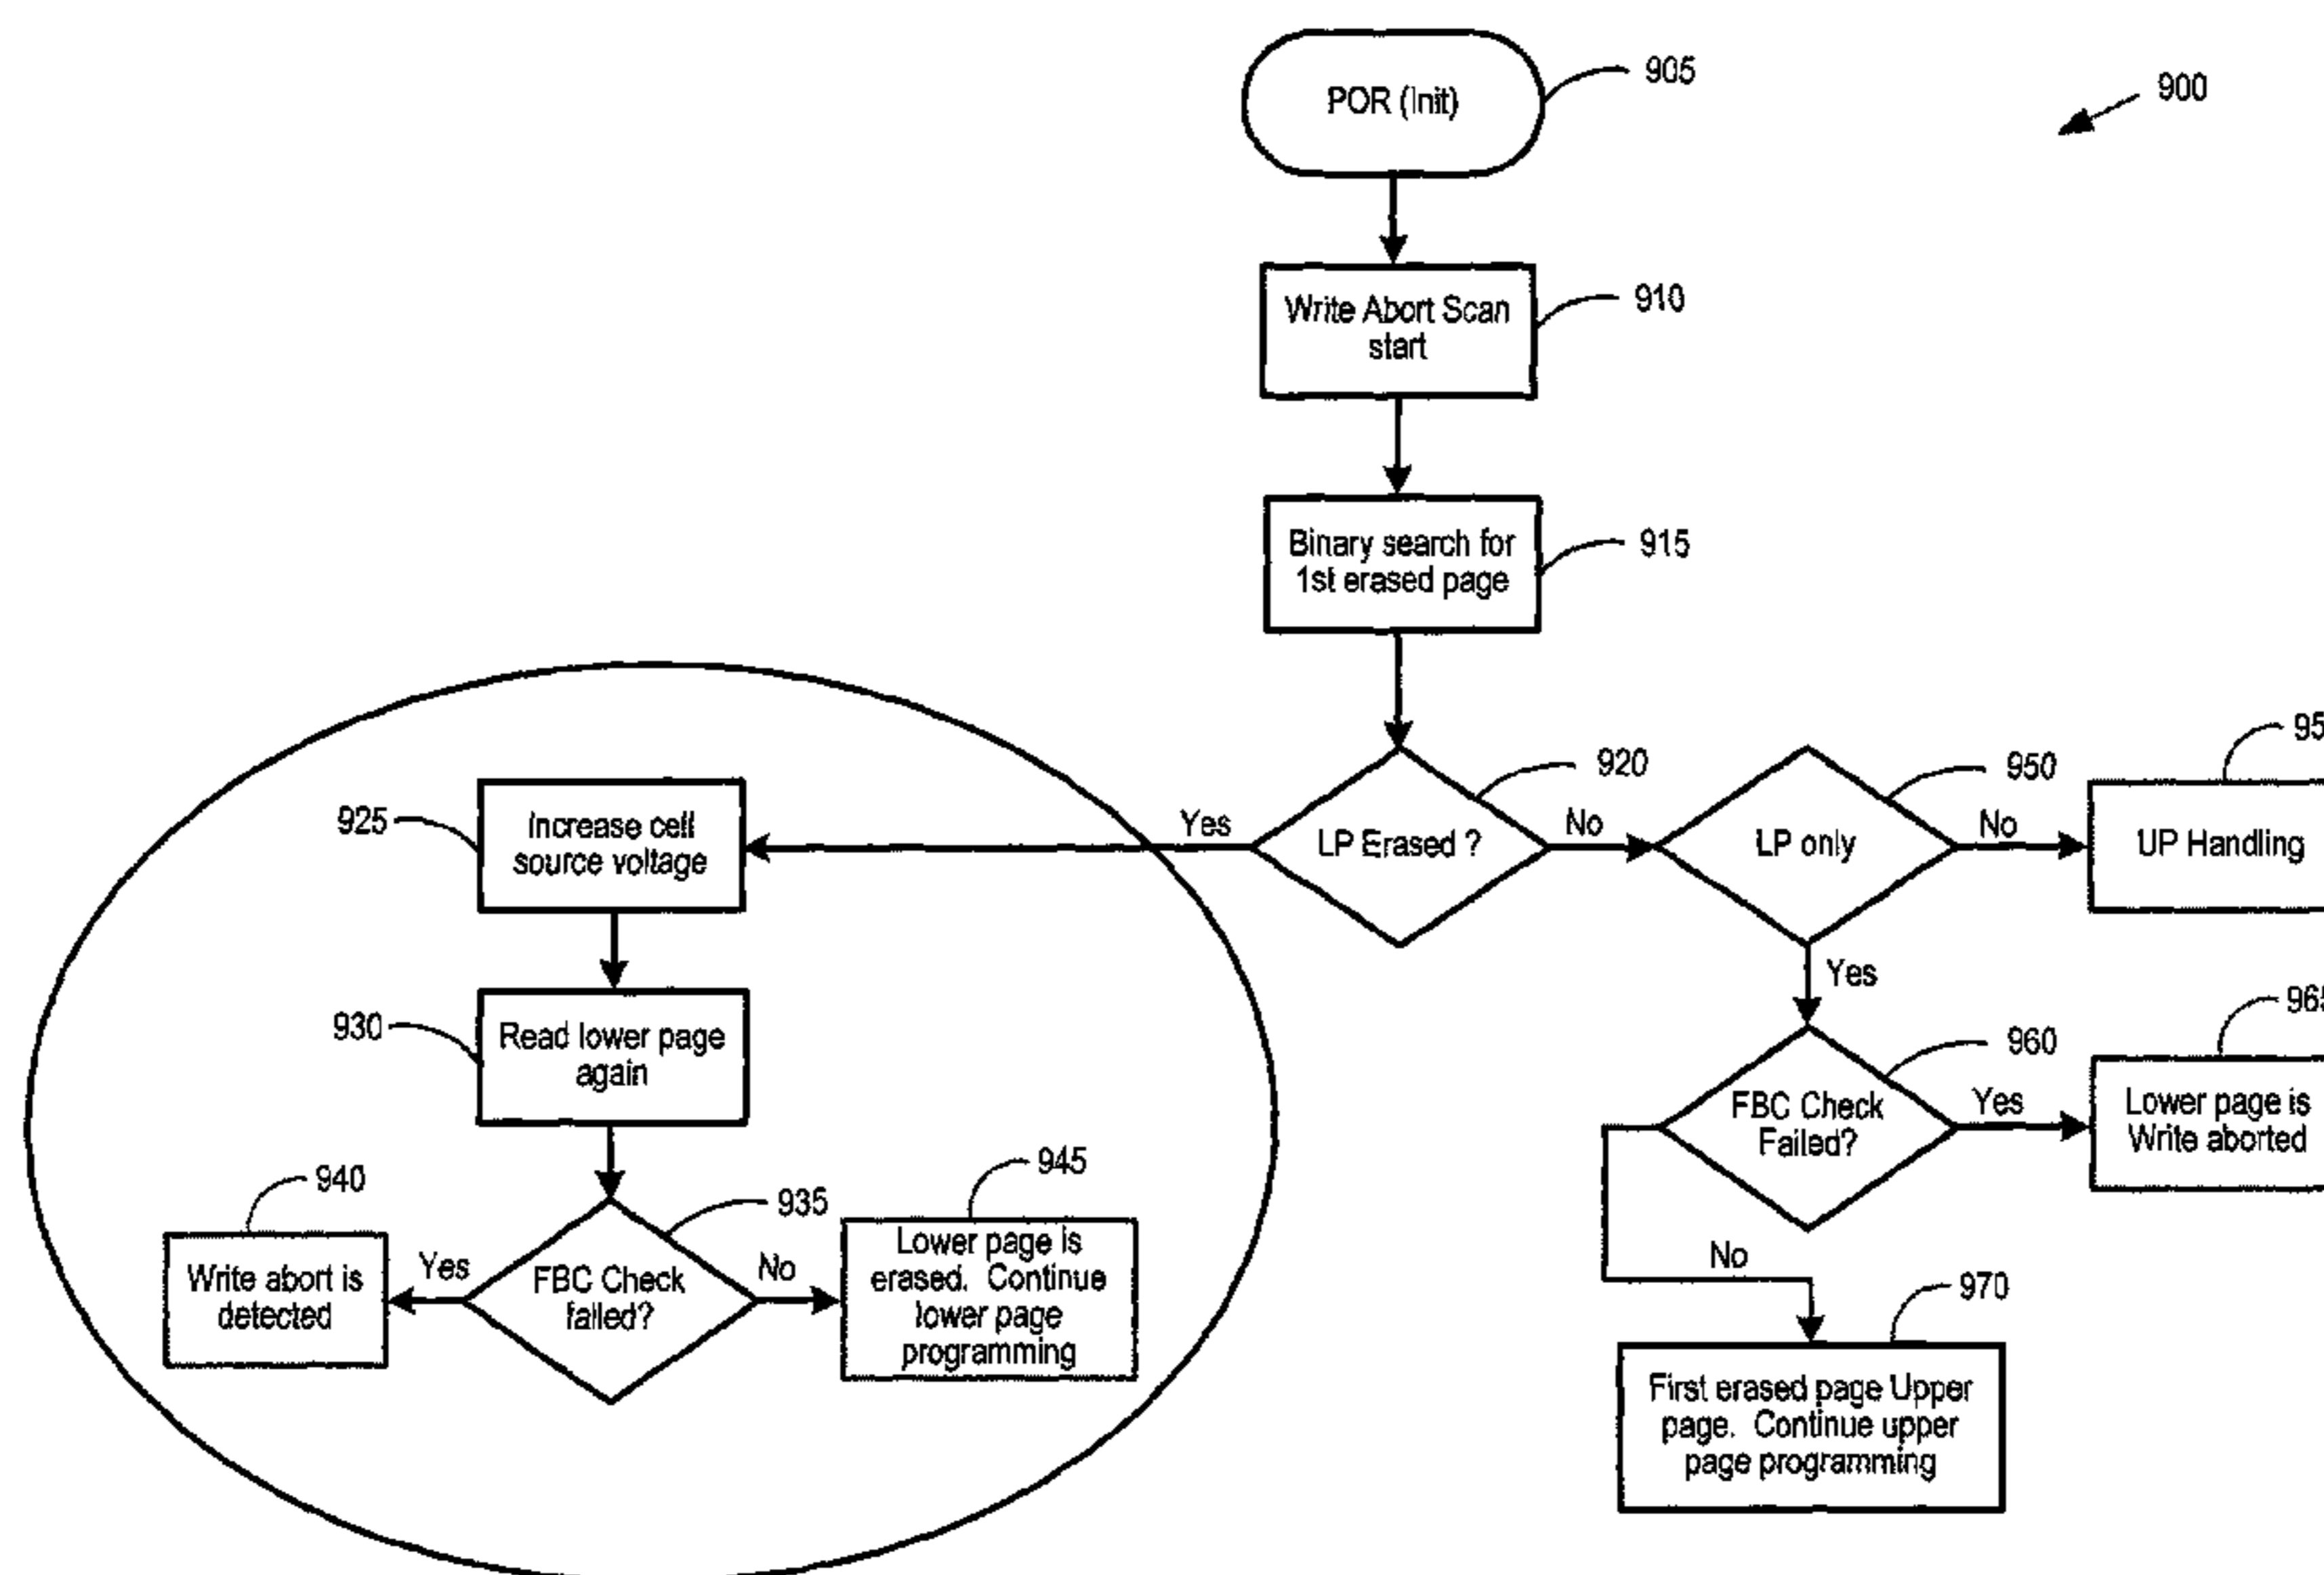 POR (Init)
905
900
Write Abort Scan
start
910
Binary search for
1st erased page
915
LP Erased ?
920
Yes
No
LP only
950
No
UP Handling
Yes
925
Increase cell
source voltage
930
Read lower page
again
FBC Check
failed?
935
Yes
No
940
Write abort is
detected
945
Lower page is
erased. Continue
lower page
programming
FBC Check
Failed?
960
Yes
No
Lower page is
Write aborted
970
First erased page Upper
page. Continue upper
page programming